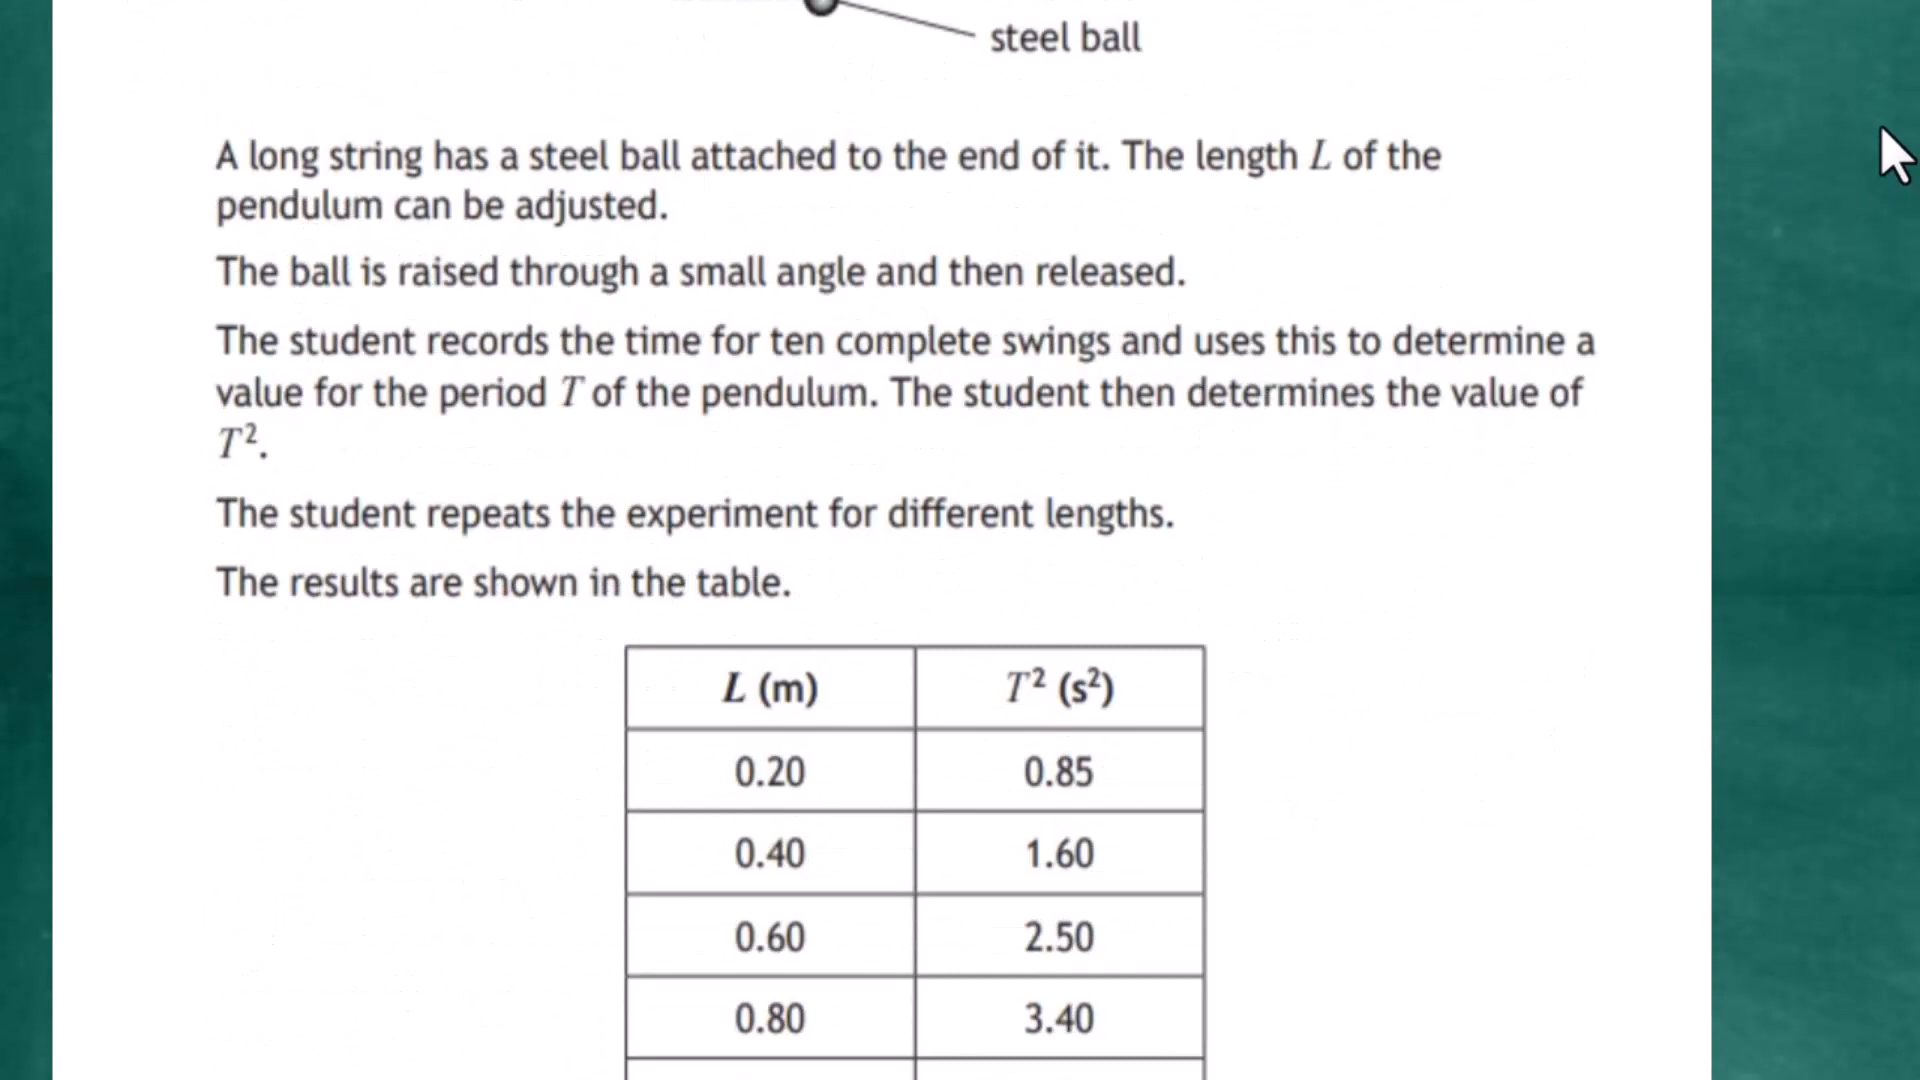 steel ball
A long string has a steel ball attached to the end of it. The length L of the
pendulum can be adjusted.
The ball is raised through a small angle and then released.
The student records the time for ten complete swings and uses this to determine a
value for the period T of the pendulum. The student then determines the value of
T².
The student repeats the experiment for different lengths.
The results are shown in the table.
L (m) T² (s²)
0.20 0.85
0.40 1.60
0.60 2.50
0.80 3.40